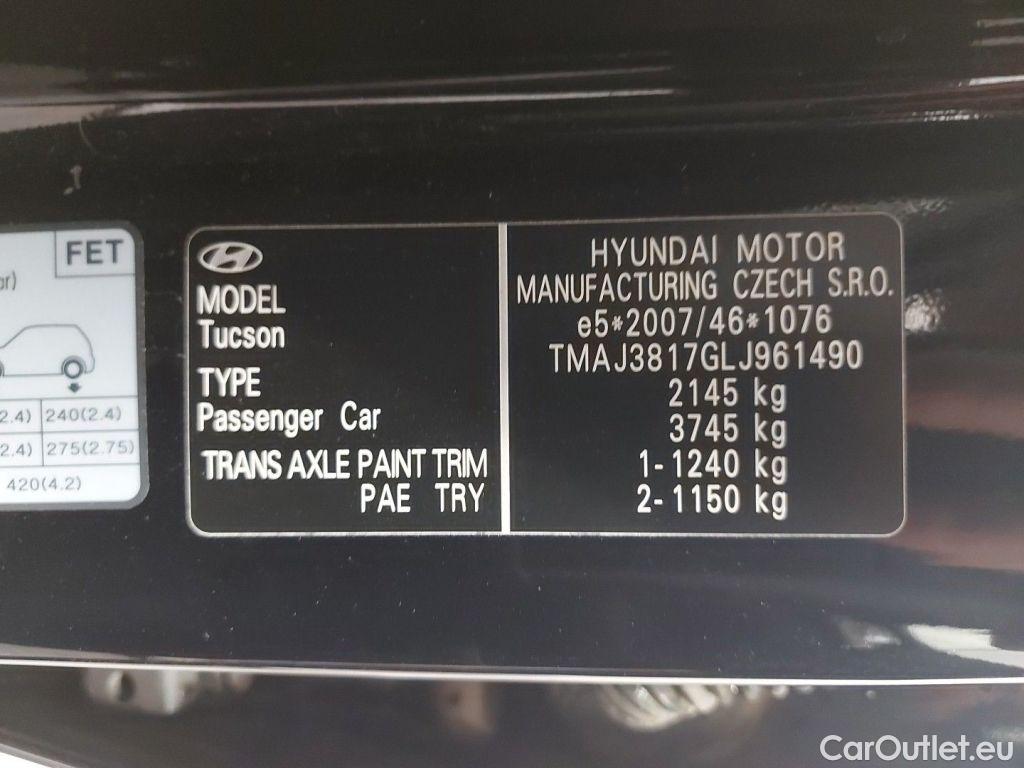 FET
ar)
2.4) 240(2.4)
2.4) 275(2.75)
420(4.2)
MODEL
Tucson
TYPE
Passenger Car
TRANS AXLE PAINT TRIM
PAE TRY
HYUNDAI MOTOR
MANUFACTURING CZECH S.R.O.
e5*2007/46*1076
TMAJ3817GLJ961490
2145 kg
3745 kg
1-1240 kg
2-1150 kg
CarOutlet.eu